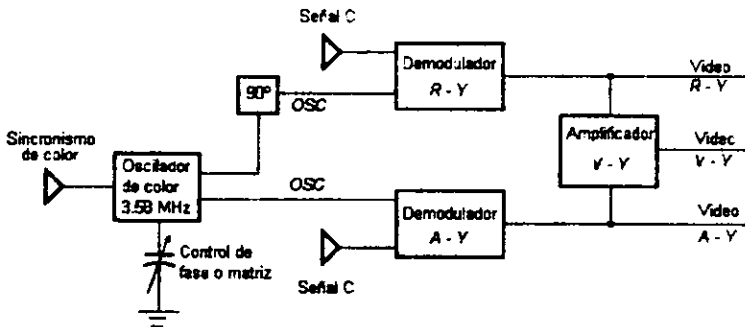 Señal C
Demodulador
R - Y
Video
R - Y
90º
OSC
Sincronismo
de color
Oscilador
de color
3.58 MHz
Amplificador
V - Y
Video
V - Y
OSC
Demodulador
A - Y
Video
A - Y
Control de
fase o matriz
Señal C